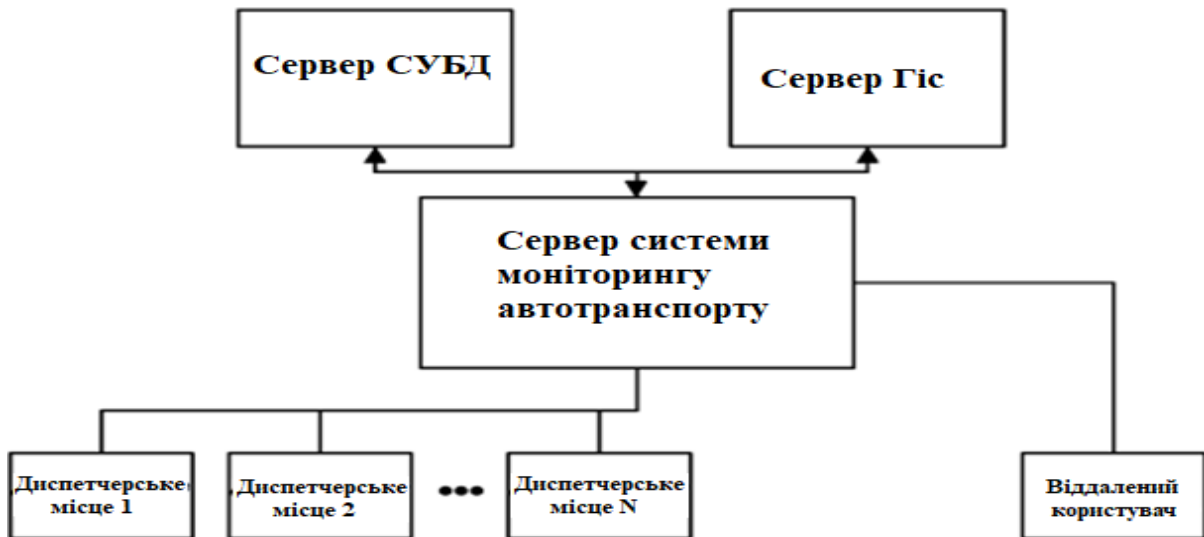 Сервер СУБД
Сервер Гіс
Сервер системи
моніторингу
автотранспорту
Диспетчерське
місце 1
Диспетчерське
місце 2
•••
Диспетчерське
місце N
Віддалений
користувач